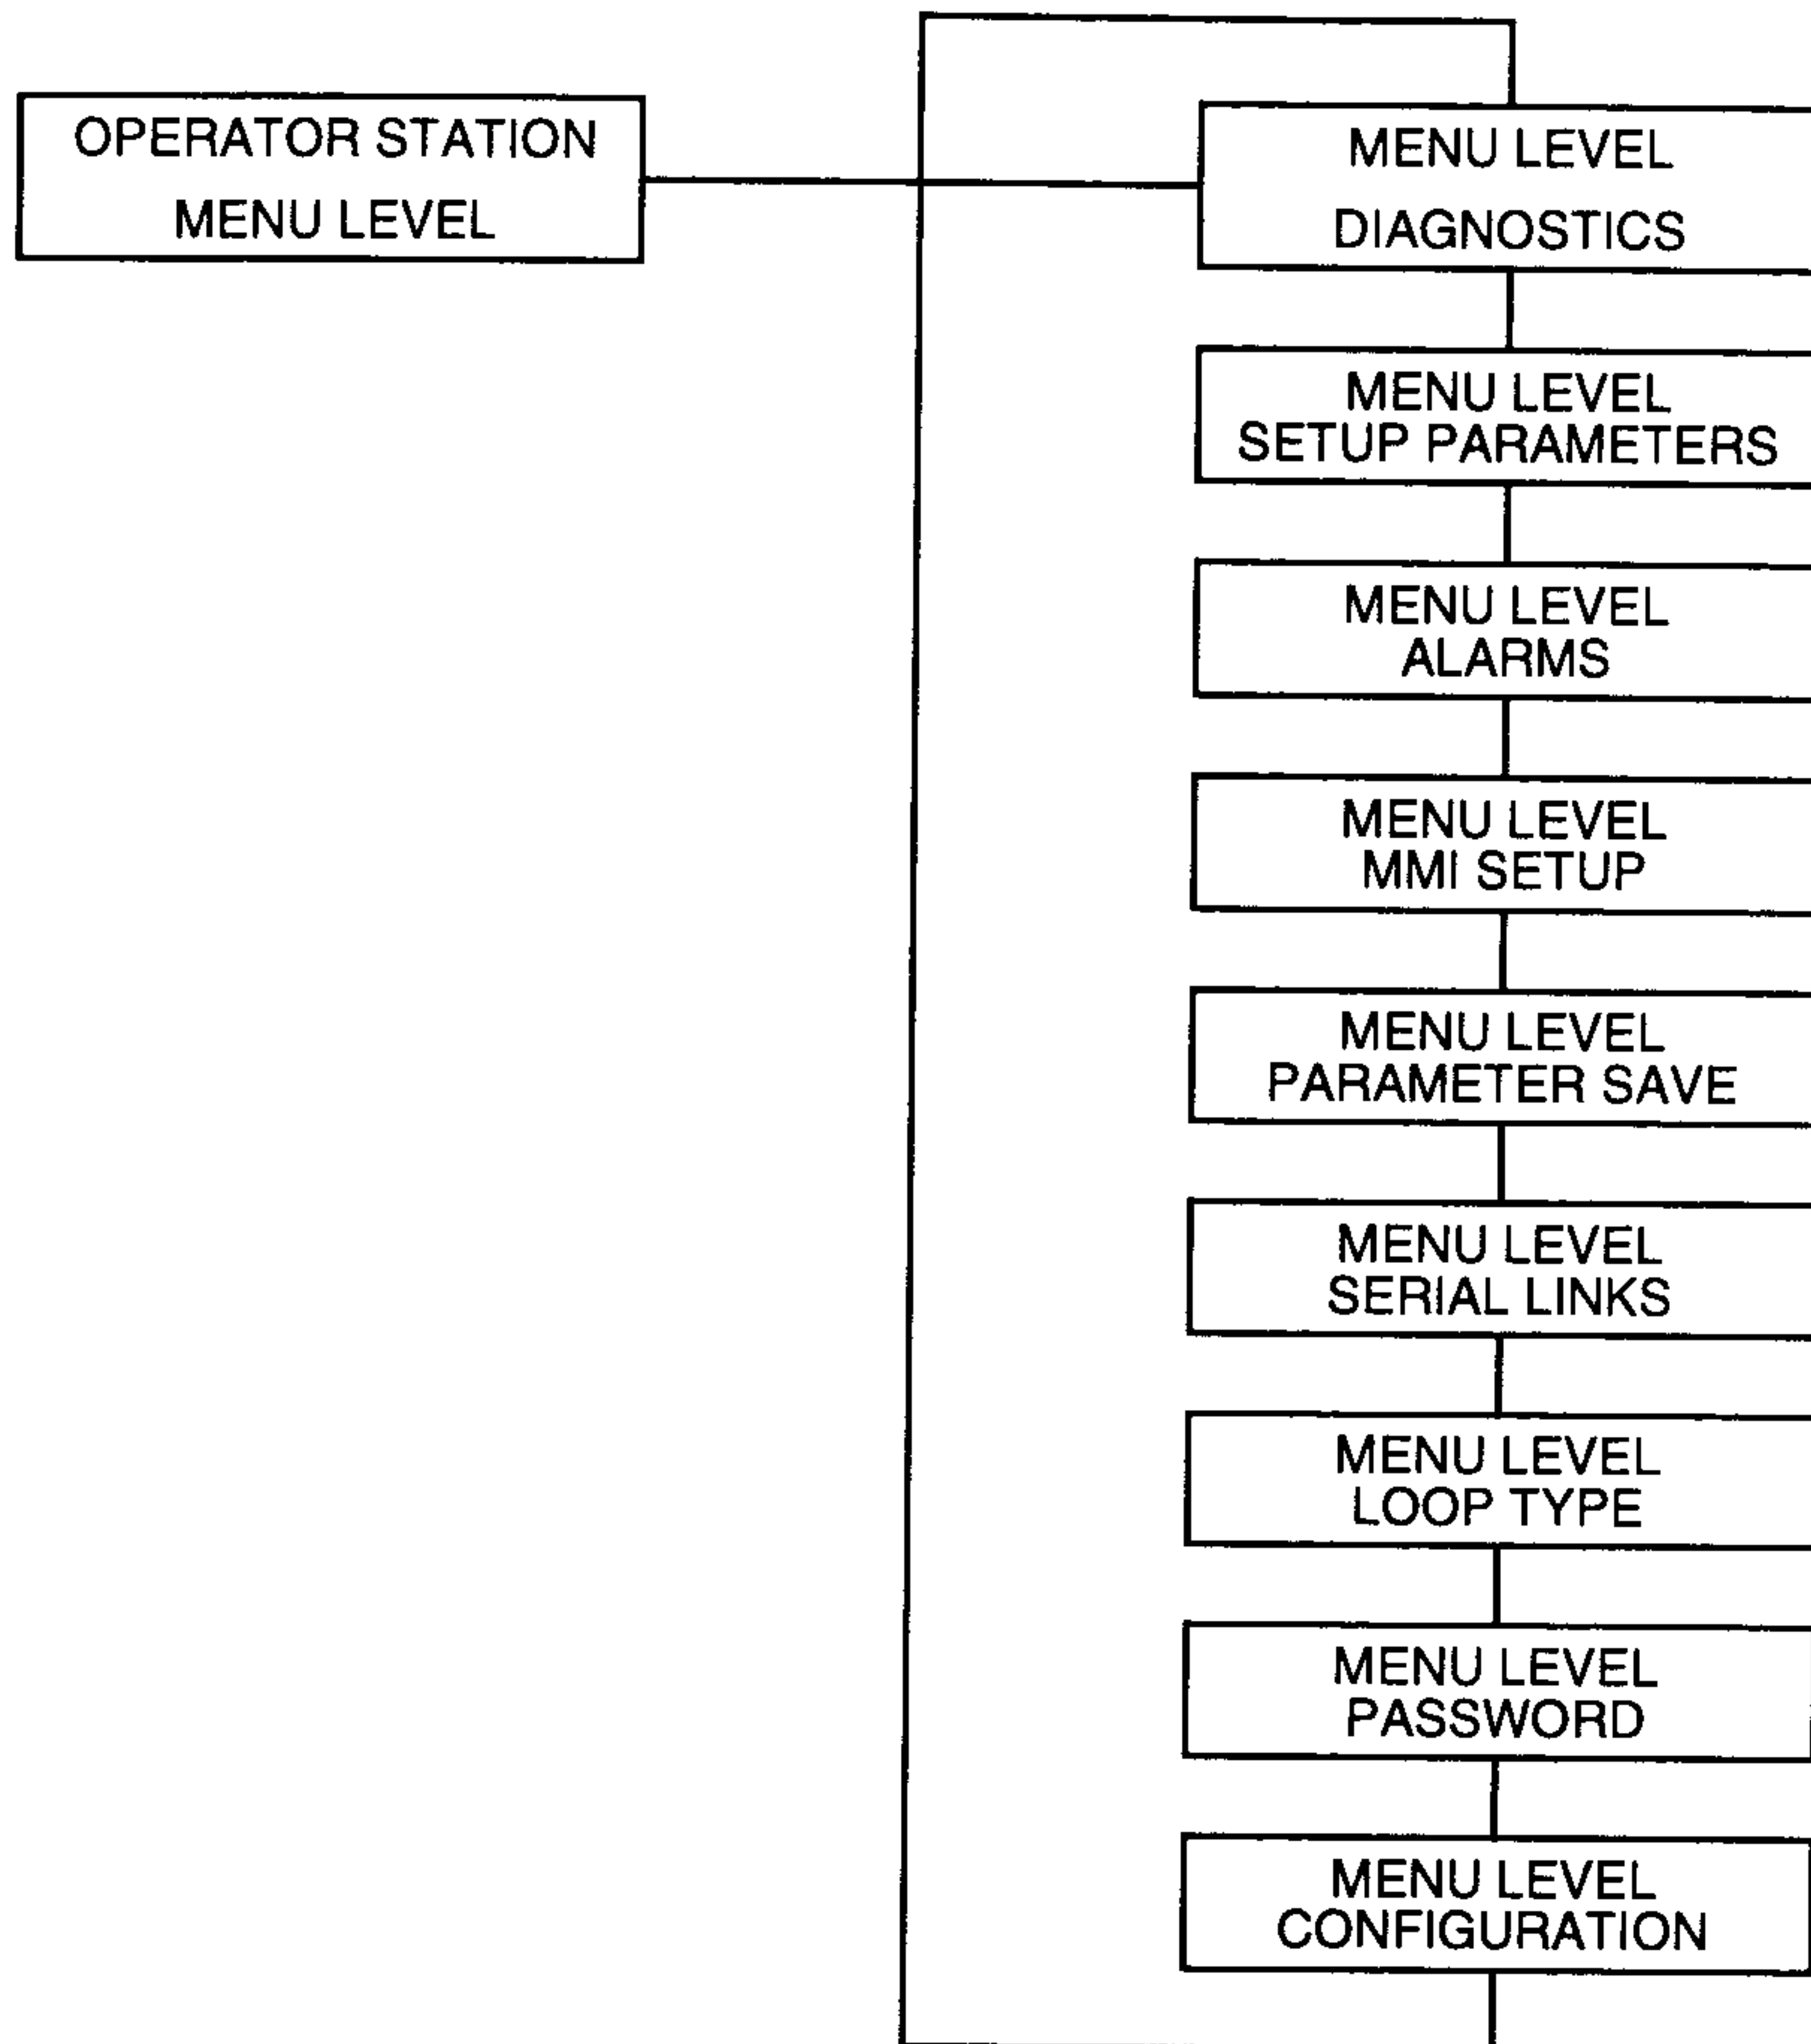 OPERATOR STATION
MENU LEVEL
MENU LEVEL
DIAGNOSTICS
MENU LEVEL
SETUP PARAMETERS
MENU LEVEL
ALARMS
MENU LEVEL
MMI SETUP
MENU LEVEL
PARAMETER SAVE
MENU LEVEL
SERIAL LINKS
MENU LEVEL
LOOP TYPE
MENU LEVEL
PASSWORD
MENU LEVEL
CONFIGURATION